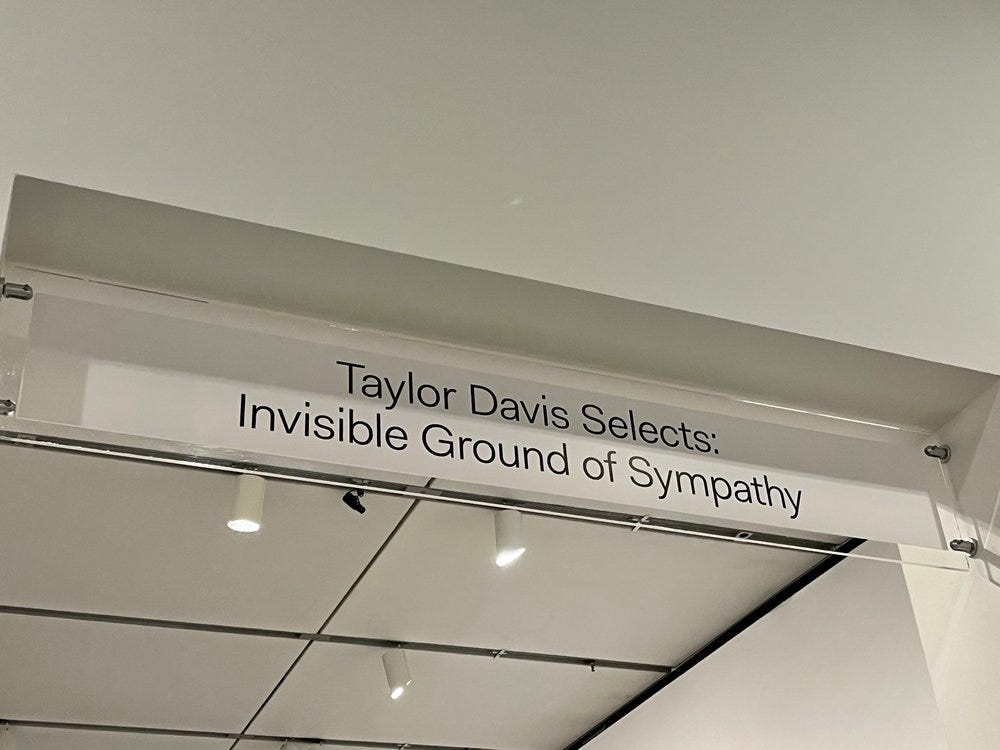 Taylor Davis Selects:
Invisible Ground of Sympathy